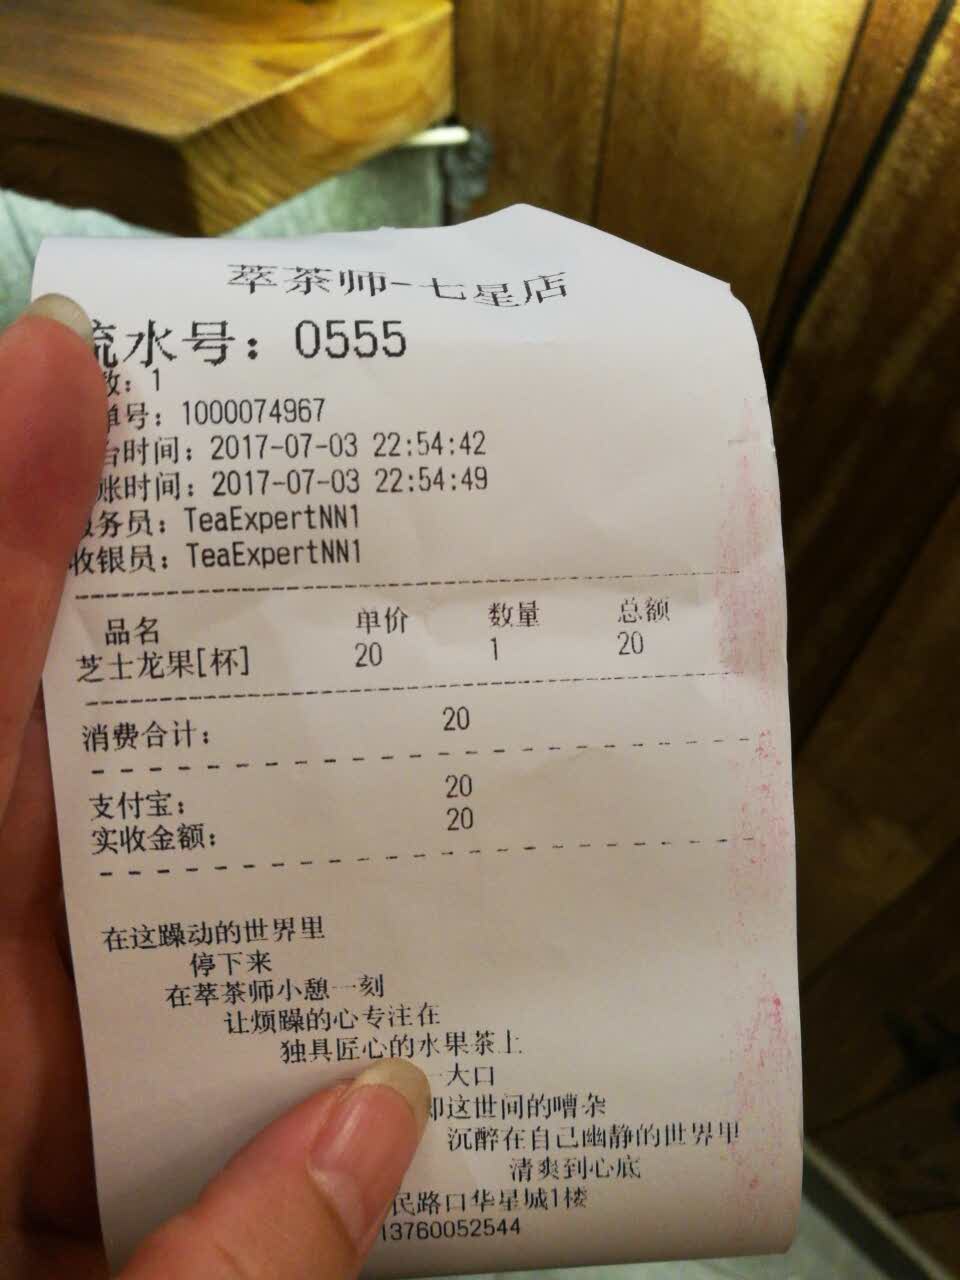 萃茶师-七星店
流水号：0555
数：1
单号：1000074967
台时间：2017-07-03 22:54:42
账时间：2017-07-03 22:54:49
务员：TeaExpertNN1
收银员：TeaExpertNN1
品名 单价 数量 总额
芝士龙果[杯] 20 1 20
消费合计： 20
支付宝： 20
实收金额： 20
在这躁动的世界里
停下来
在萃茶师小憩一刻
让烦躁的心专注在
独具匠心的水果茶上
一大口
却这世间的嘈杂
沉醉在自己幽静的世界里
清爽到心底
民路口华星城1楼
13760052544